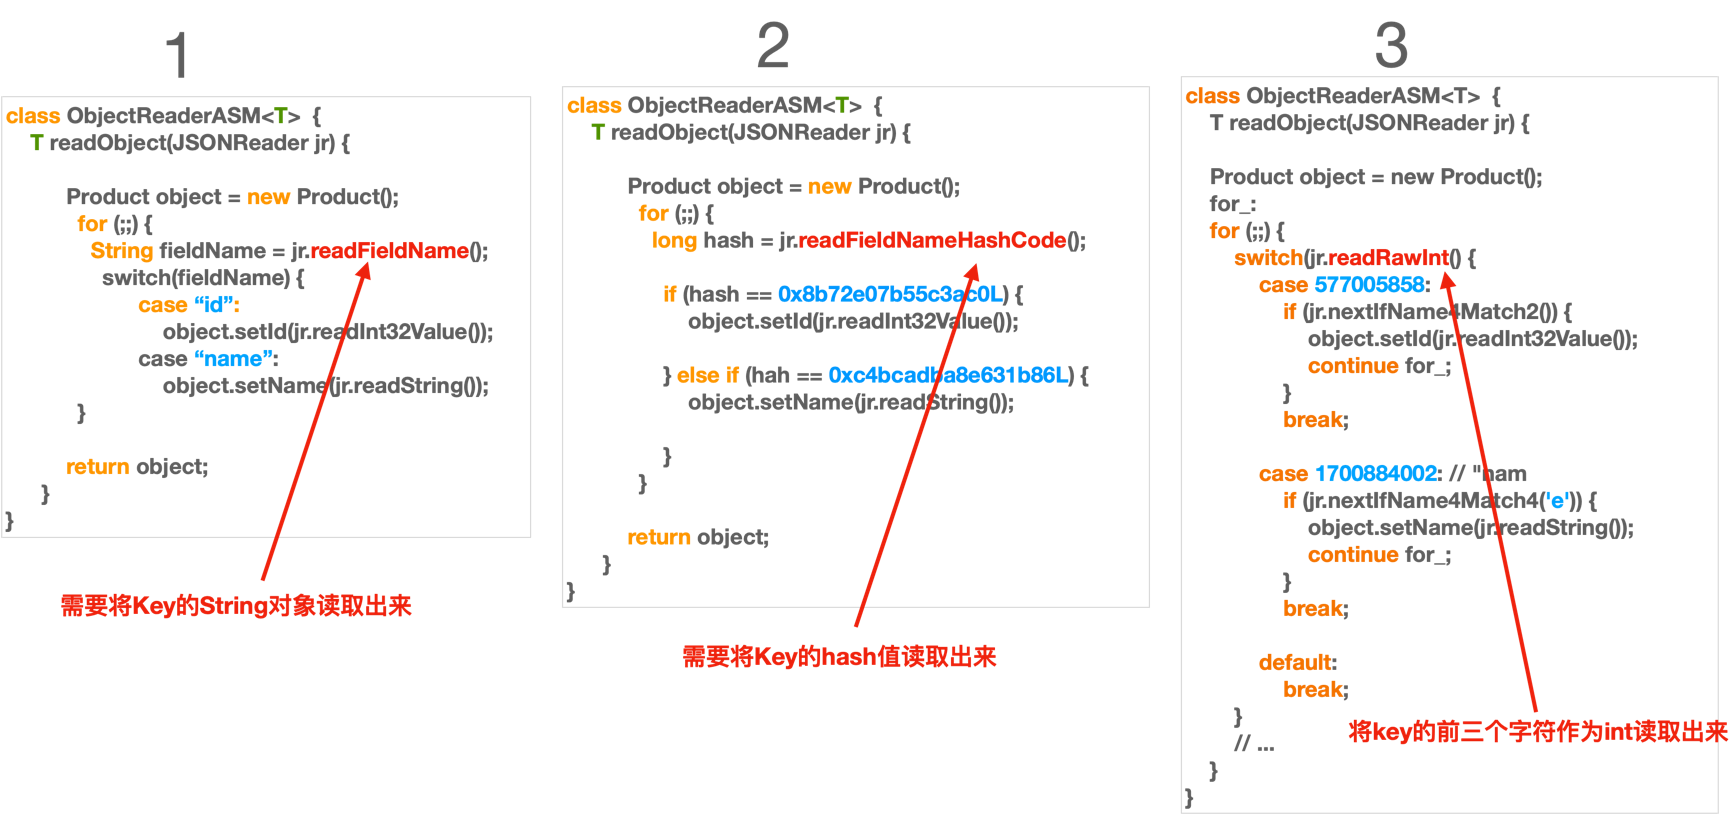 1
class ObjectReaderASM<T> {
T readObject(JSONReader jr) {
Product object = new Product();
for (;;) {
String fieldName = jr.readFieldName();
switch(fieldName) {
case “id”:
object.setId(jr.readInt32Value());
case “name”:
object.setName(jr.readString());
}
return object;
}
}
需要将Key的String对象读取出来
2
class ObjectReaderASM<T> {
T readObject(JSONReader jr) {
Product object = new Product();
for (;;) {
long hash = jr.readFieldNameHashCode();
if (hash == 0x8b72e07b55c3ac0L) {
object.setId(jr.readInt32Value());
} else if (hah == 0xc4bcadba8e631b86L) {
object.setName(jr.readString());
}
}
return object;
}
}
需要将Key的hash值读取出来
3
class ObjectReaderASM<T> {
T readObject(JSONReader jr) {
Product object = new Product();
for_:
for (;;) {
switch(jr.readRawInt() {
case 577005858:
if (jr.nextIfName4Match2()) {
object.setId(jr.readInt32Value());
continue for_;
}
break;
case 1700884002: // "nam
if (jr.nextIfName4Match4('e')) {
object.setName(jr.readString());
continue for_;
}
break;
default:
break;
}
// ...
}
}
将key的前三个字符作为int读取出来